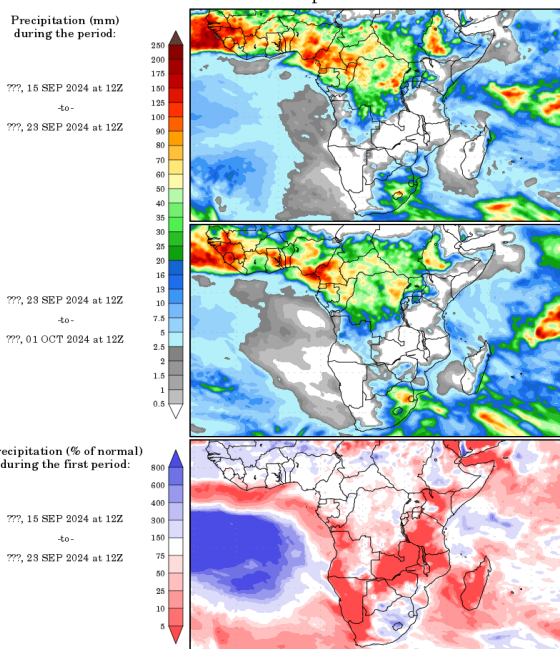 Precipitation (mm)
during the period:
250
200
175
150
125
100
90
80
70
60
50
40
35
30
25
20
16
13
10
7.5
5
2.5
2
1.5
1
0.5
???, 15 SEP 2024 at 12Z
-to-
???, 23 SEP 2024 at 12Z
???, 23 SEP 2024 at 12Z
-to-
???, 01 OCT 2024 at 12Z
recipitation (% of normal)
during the first period:
800
600
400
300
150
75
50
25
10
5
???, 15 SEP 2024 at 12Z
-to-
???, 23 SEP 2024 at 12Z